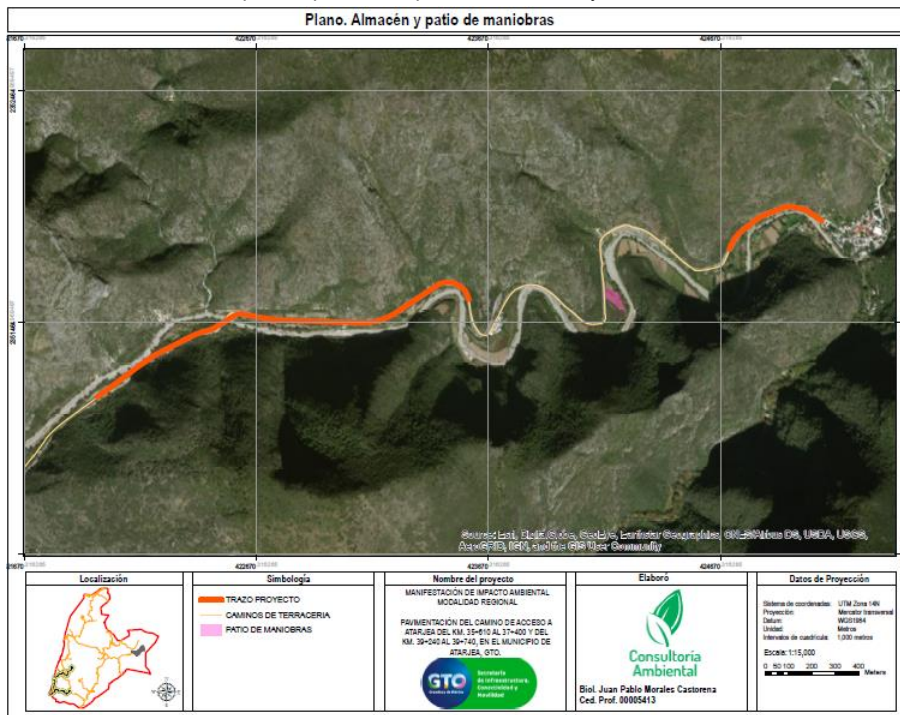 Plano. Almacén y patio de maniobras
422670
423670
424670
Source: Esri, DigitalGlobe, GeoEye, Earthstar Geographics, CNES/Airbus DS, USDA, USGS,
AeroGRID, IGN, and the GIS User Community
Localización
Simbología
TRAZO PROYECTO
CAMINOS DE TERRACERIA
PATIO DE MANIOBRAS
Nombre del proyecto
MANIFESTACIÓN DE IMPACTO AMBIENTAL
MODALIDAD REGIONAL
PAVIMENTACIÓN DEL CAMINO DE ACCESO A
ATARJEA DEL KM. 35+610 AL 37+400 Y DEL
KM. 39+240 AL 39+740, EN EL MUNICIPIO DE
ATARJEA, GTO.
GTO
Secretaría
de Infraestructura,
Conectividad y
Movilidad
Elaboró
Consultoría
Ambiental
Biol. Juan Pablo Morales Castorena
Ced. Prof. 00005413
Datos de Proyección
Sistema de coordenadas: UTM Zona 14N
Proyección: Mercator transversal
Datum: WGS1984
Unidad: Metros
Intervalos de cuadrícula: 1,000 metros
Escala: 1:15,000
0 50 100 200 300 400
Meters